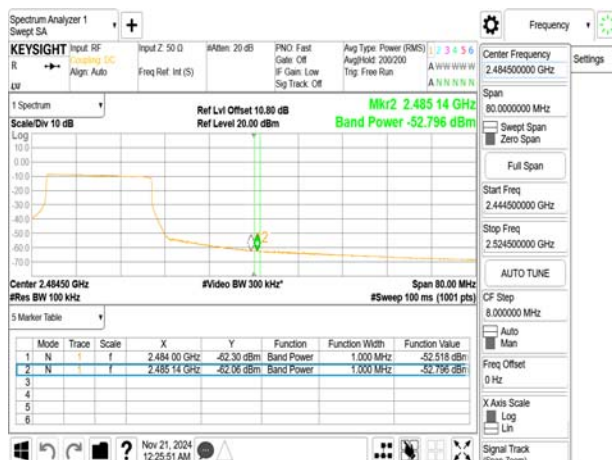 Spectrum Analyzer 1
Swept SA
+
Frequency
KEYSIGHT
R
Input: RF
Coupling: DC
Align: Auto
Input Z: 50 Ω
Freq Ref: Int (S)
#Atten: 20 dB
PNO: Fast
Gate: Off
IF Gain: Low
Sig Track: Off
Avg Type: Power (RMS)
Avg|Hold: 200/200
Trig: Free Run
1 2 3 4 5 6
A W W W W W
A N N N N N
1 Spectrum
Scale/Div 10 dB
Ref Lvl Offset 10.80 dB
Ref Level 20.00 dBm
Mkr2 2.485 14 GHz
Band Power -52.796 dBm
Log
10.0
0.00
-10.0
-20.0
-30.0
-40.0
-50.0
-60.0
-70.0
2
Center 2.48450 GHz
#Res BW 100 kHz
#Video BW 300 kHz*
Span 80.00 MHz
#Sweep 100 ms (1001 pts)
5 Marker Table
Mode Trace Scale X Y Function Function Width Function Value
1 N 1 f 2.484 00 GHz -62.30 dBm Band Power 1.000 MHz -52.518 dBm
2 N 1 f 2.485 14 GHz -62.06 dBm Band Power 1.000 MHz -52.796 dBm
3
4
5
6
?
Nov 21, 2024
12:25:51 AM
Center Frequency
2.484500000 GHz
Settings
Span
80.0000000 MHz
Swept Span
Zero Span
Full Span
Start Freq
2.444500000 GHz
Stop Freq
2.524500000 GHz
AUTO TUNE
CF Step
8.000000 MHz
Auto
Man
Freq Offset
0 Hz
X Axis Scale
Log
Lin
Signal Track